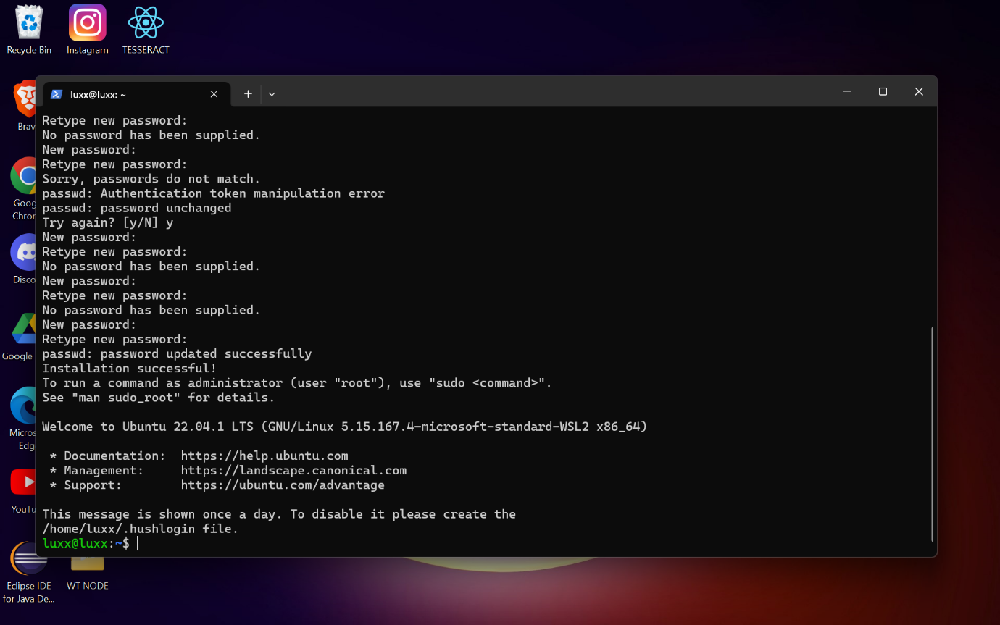 Recycle Bin
Instagram
TESSERACT
Brav
Goog
Chron
Disco
Google
Micros
Edge
YouTu
Eclipse IDE
for Java De...
WT NODE
luxx@luxx: ~
Retype new password:
No password has been supplied.
New password:
Retype new password:
Sorry, passwords do not match.
passwd: Authentication token manipulation error
passwd: password unchanged
Try again? [y/N] y
New password:
Retype new password:
No password has been supplied.
New password:
Retype new password:
No password has been supplied.
New password:
Retype new password:
passwd: password updated successfully
Installation successful!
To run a command as administrator (user "root"), use "sudo <command>".
See "man sudo_root" for details.
Welcome to Ubuntu 22.04.1 LTS (GNU/Linux 5.15.167.4-microsoft-standard-WSL2 x86_64)
* Documentation:  https://help.ubuntu.com
* Management:     https://landscape.canonical.com
* Support:        https://ubuntu.com/advantage
This message is shown once a day. To disable it please create the
/home/luxx/.hushlogin file.
luxx@luxx:~$